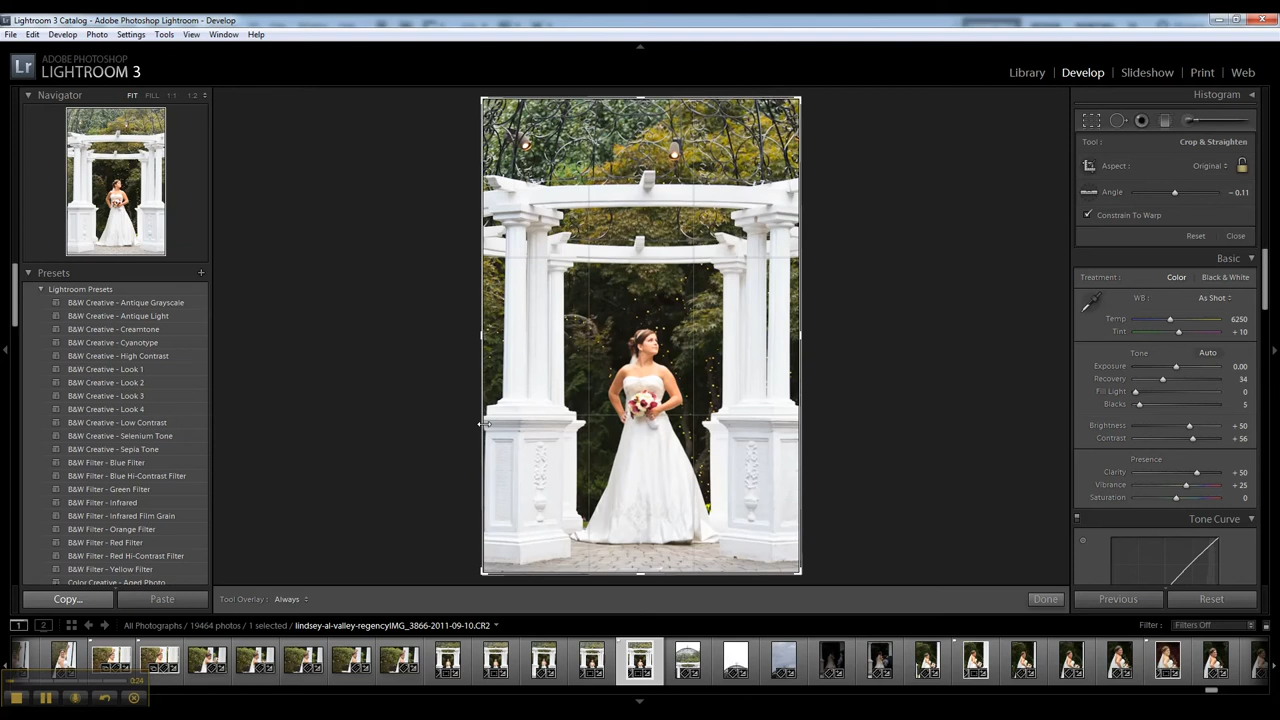 Lightroom 3 Catalog - Adobe Photoshop Lightroom - Develop
File Edit Develop Photo Settings Tools View Window Help
Lr
ADOBE PHOTOSHOP
LIGHTROOM 3
Library Develop Slideshow Print Web
Navigator FIT FILL 1:1 1:2
Presets +
Lightroom Presets
B&W Creative - Antique Grayscale
B&W Creative - Antique Light
B&W Creative - Creamtone
B&W Creative - Cyanotype
B&W Creative - High Contrast
B&W Creative - Look 1
B&W Creative - Look 2
B&W Creative - Look 3
B&W Creative - Look 4
B&W Creative - Low Contrast
B&W Creative - Selenium Tone
B&W Creative - Sepia Tone
B&W Filter - Blue Filter
B&W Filter - Blue Hi-Contrast Filter
B&W Filter - Green Filter
B&W Filter - Infrared
B&W Filter - Infrared Film Grain
B&W Filter - Orange Filter
B&W Filter - Red Filter
B&W Filter - Red Hi-Contrast Filter
B&W Filter - Yellow Filter
Color Creative - Aged Photo
Copy... Paste
Histogram
Tool : Crop & Straighten
Aspect : Original
Angle - 0.11
Constrain To Warp
Reset Close
Basic
Treatment : Color Black & White
WB : As Shot
Temp 6250
Tint + 10
Tone Auto
Exposure 0.00
Recovery 34
Fill Light 0
Blacks 5
Brightness + 50
Contrast + 56
Presence
Clarity + 50
Vibrance + 25
Saturation 0
Tone Curve
Previous Reset
Tool Overlay : Always Done
1 2 All Photographs / 19464 photos / 1 selected / lindsey-al-valley-regencyIMG_3866-2011-09-10.CR2 Filter : Filters Off
0:24